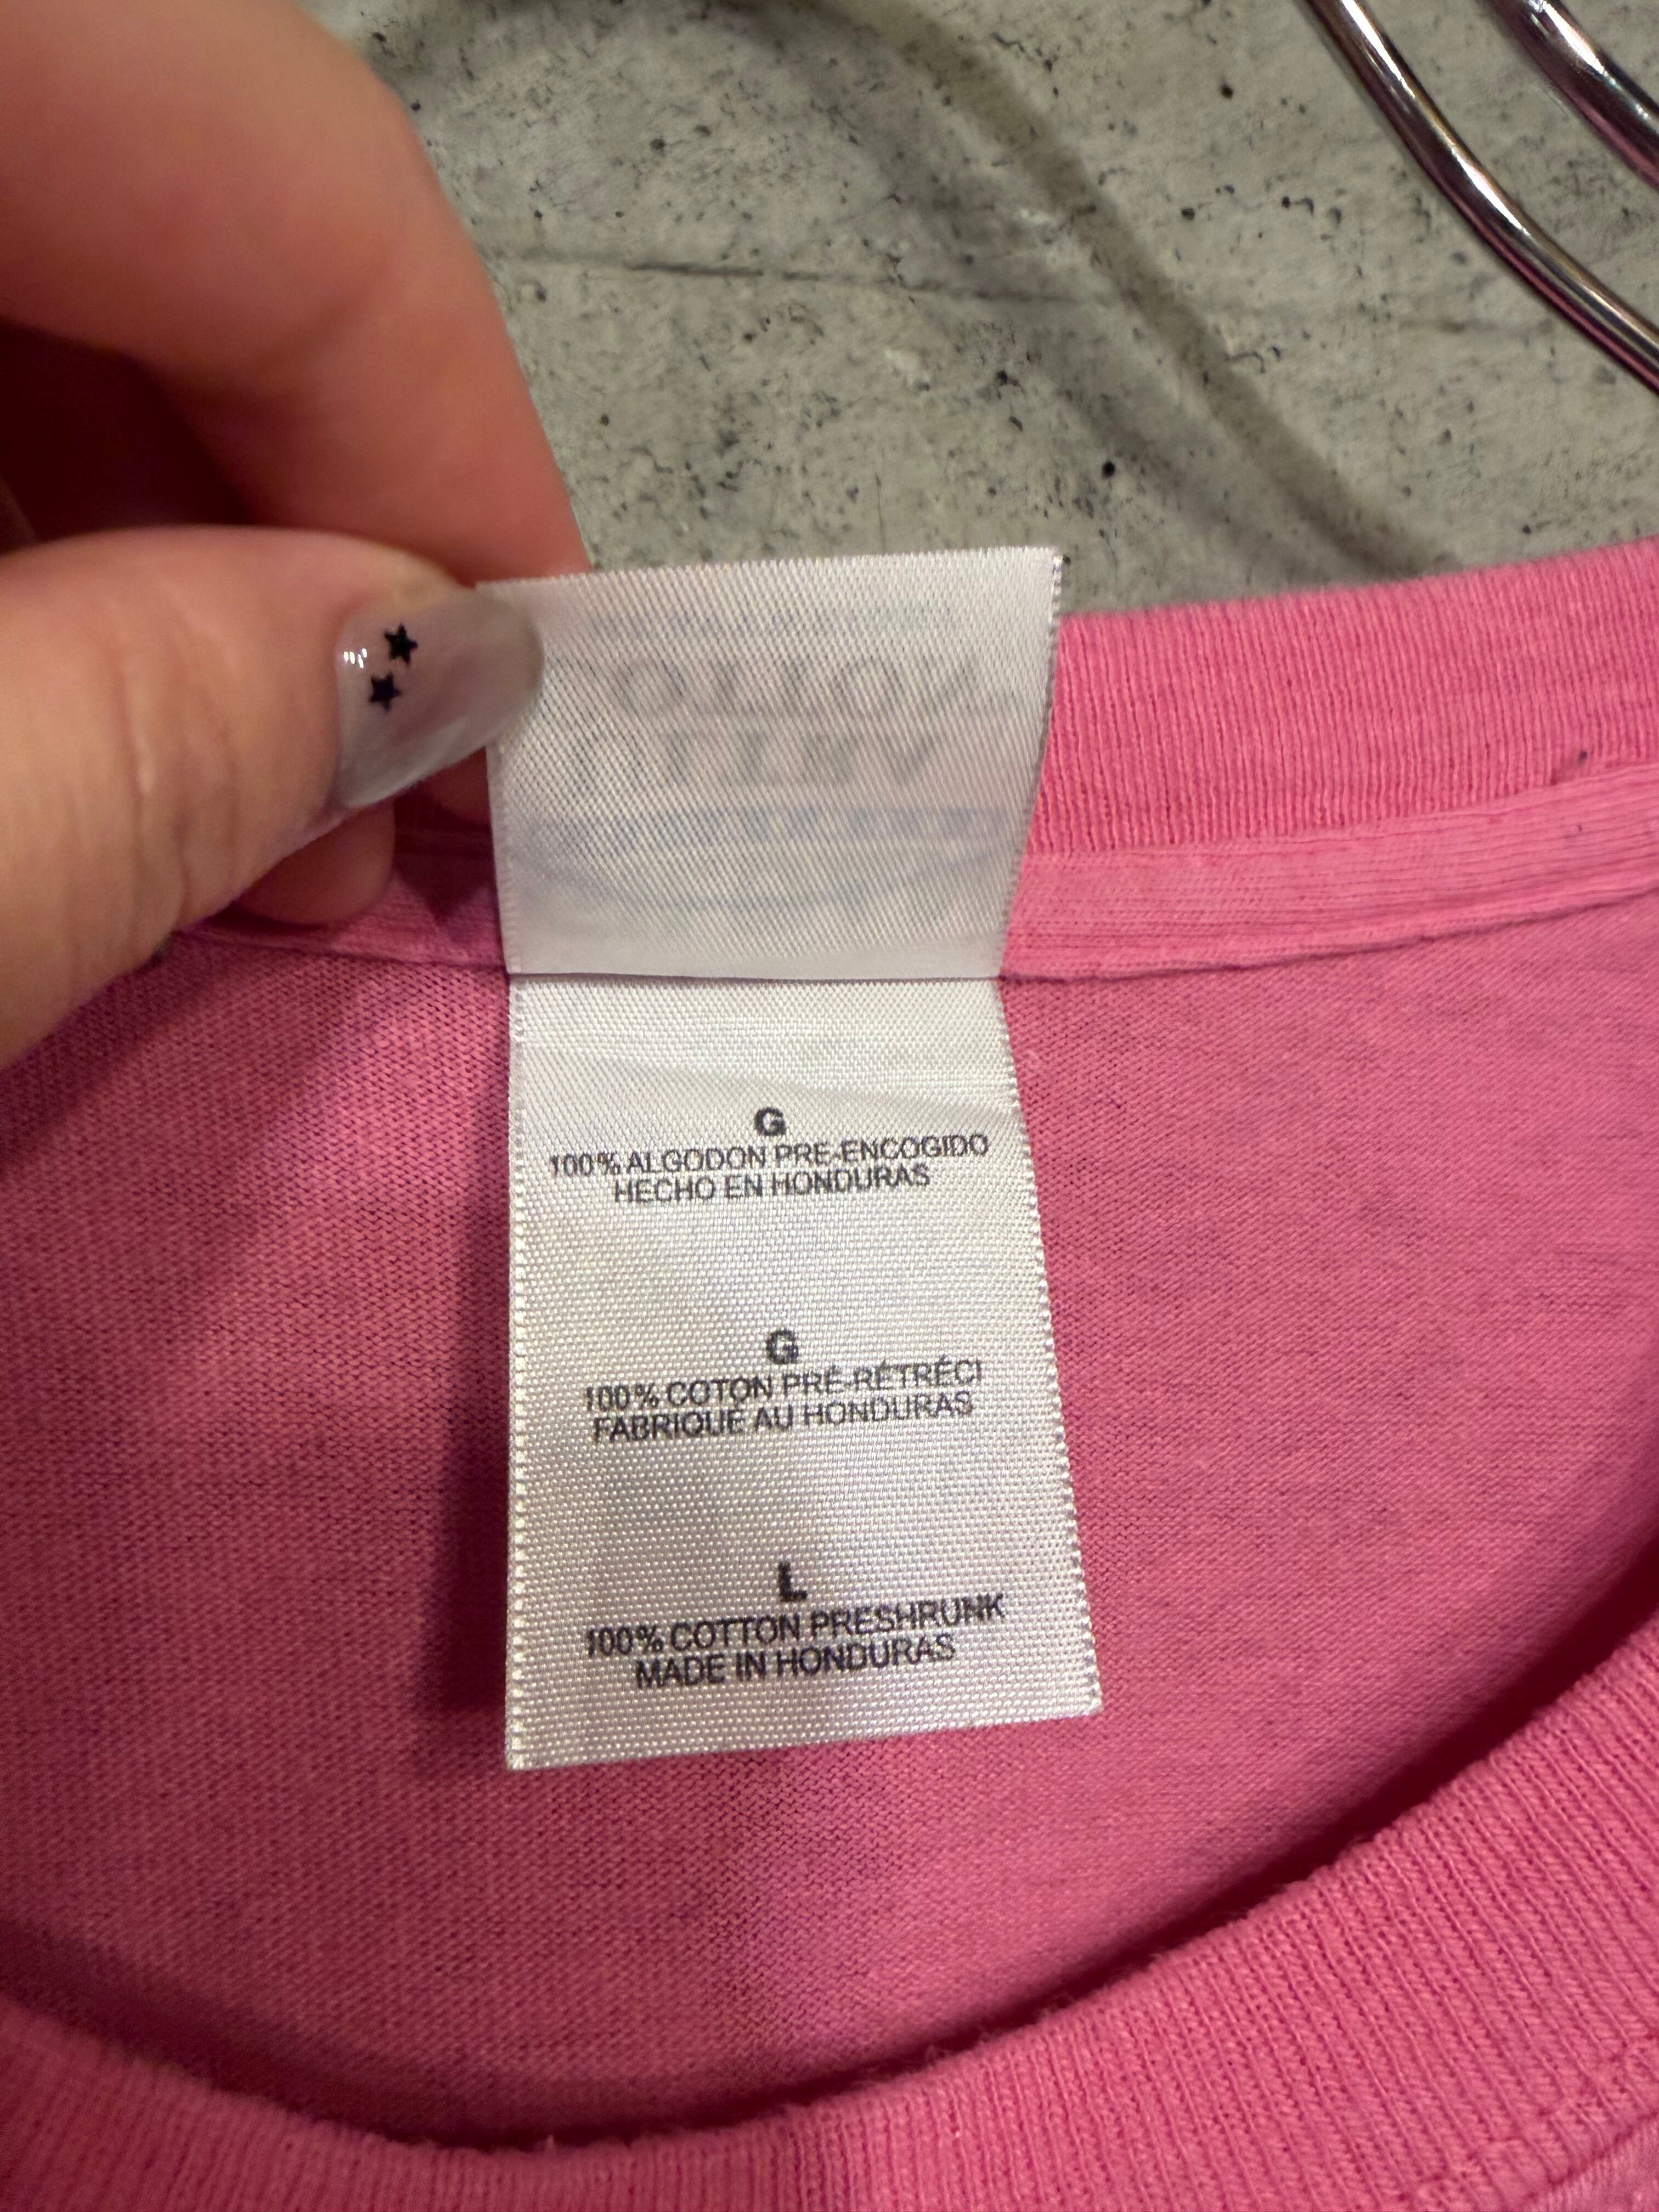 G
100% ALGODON PRE-ENCOGIDO
HECHO EN HONDURAS
G
100% COTON PRÉ-RÉTRÉCI
FABRIQUÉ AU HONDURAS
L
100% COTTON PRESHRUNK
MADE IN HONDURAS